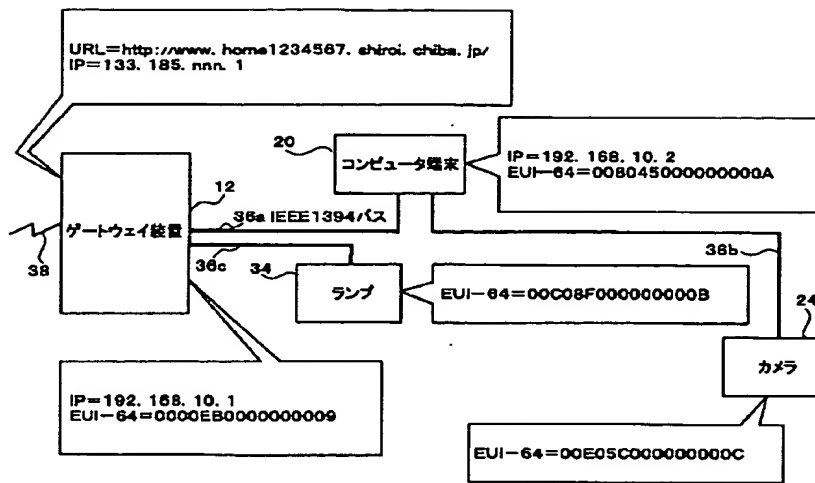 URL=http://www. home1234567. shiroi. chiba. jp/
IP=133. 185. nnn. 1
20
コンピュータ端末
IP=192. 168. 10. 2
EUI-64=008045000000000A
12
ゲートウェイ装置
36a IEEE1394バス
38
36c
34
ランプ
EUI-64=00C08F000000000B
36b
24
カメラ
IP=192. 168. 10. 1
EUI-64=0000EB0000000009
EUI-64=00E05C000000000C